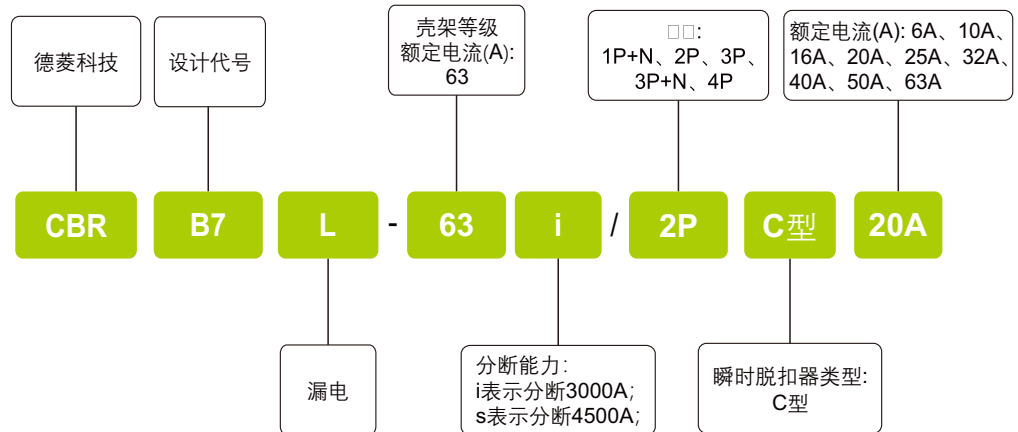 德菱科技
设计代号
壳架等级
额定电流(A):
63
□□:
1P+N、2P、3P、
3P+N、4P
额定电流(A): 6A、10A、
16A、20A、25A、32A、
40A、50A、63A
CBR B7 L - 63 i / 2P C型 20A
漏电
分断能力:
i表示分断3000A;
s表示分断4500A;
瞬时脱扣器类型:
C型